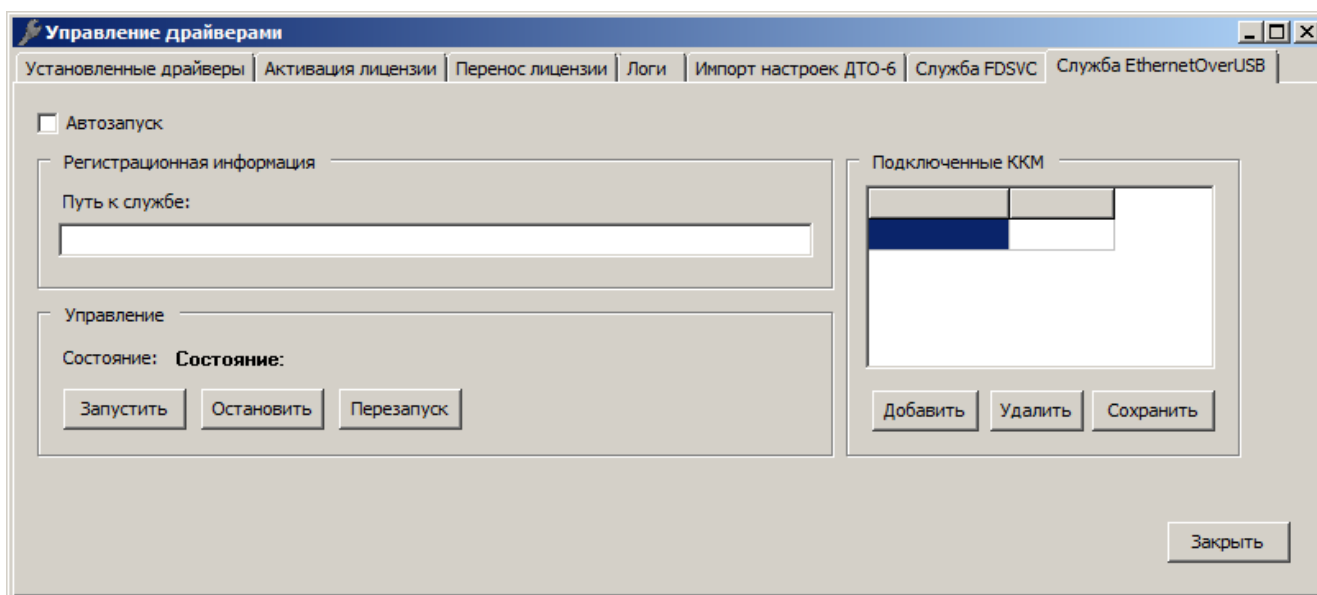 Управление драйверами
Установленные драйверы Активация лицензии Перенос лицензии Логи Импорт настроек ДТО-6 Служба FDSVC Служба EthernetOverUSB
Автозапуск
Регистрационная информация
Путь к службе:
Управление
Состояние: Состояние:
Запустить Остановить Перезапуск
Подключенные ККМ
Добавить Удалить Сохранить
Закрыть